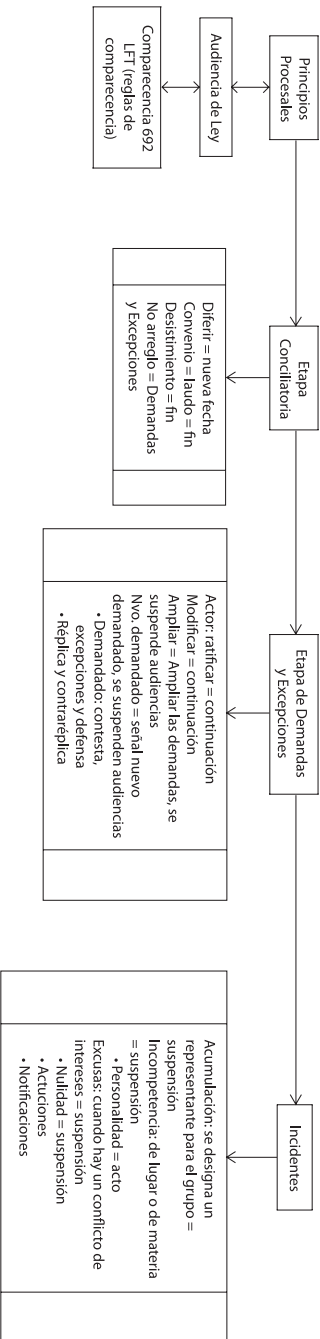 Principios
Procesales
Audiencia de Ley
Comparecencia 692
LFT (reglas de
comparecencia)
Etapa
Conciliatoria
Diferir = nueva fecha
Convenio = laudo = fin
Desistimiento = fin
No arreglo = Demandas
y Excepciones
Etapa de Demandas
y Excepciones
Actor: ratificar = continuación
Modificar = continuación
Ampliar = Ampliar las demandas, se
suspende audiencias
Nvo. demandado = señal nuevo
demandado, se suspenden audiencias
• Demandado: contesta,
excepciones y defensa
• Réplica y contraréplica
Incidentes
Acumulación: se designa un
representante para el grupo =
suspensión
Incompetencia: de lugar o de materia
= suspensión
• Personalidad = acto
Excusas: cuando hay un conflicto de
intereses = suspensión
• Nulidad = suspensión
• Actuciones
• Notificaciones